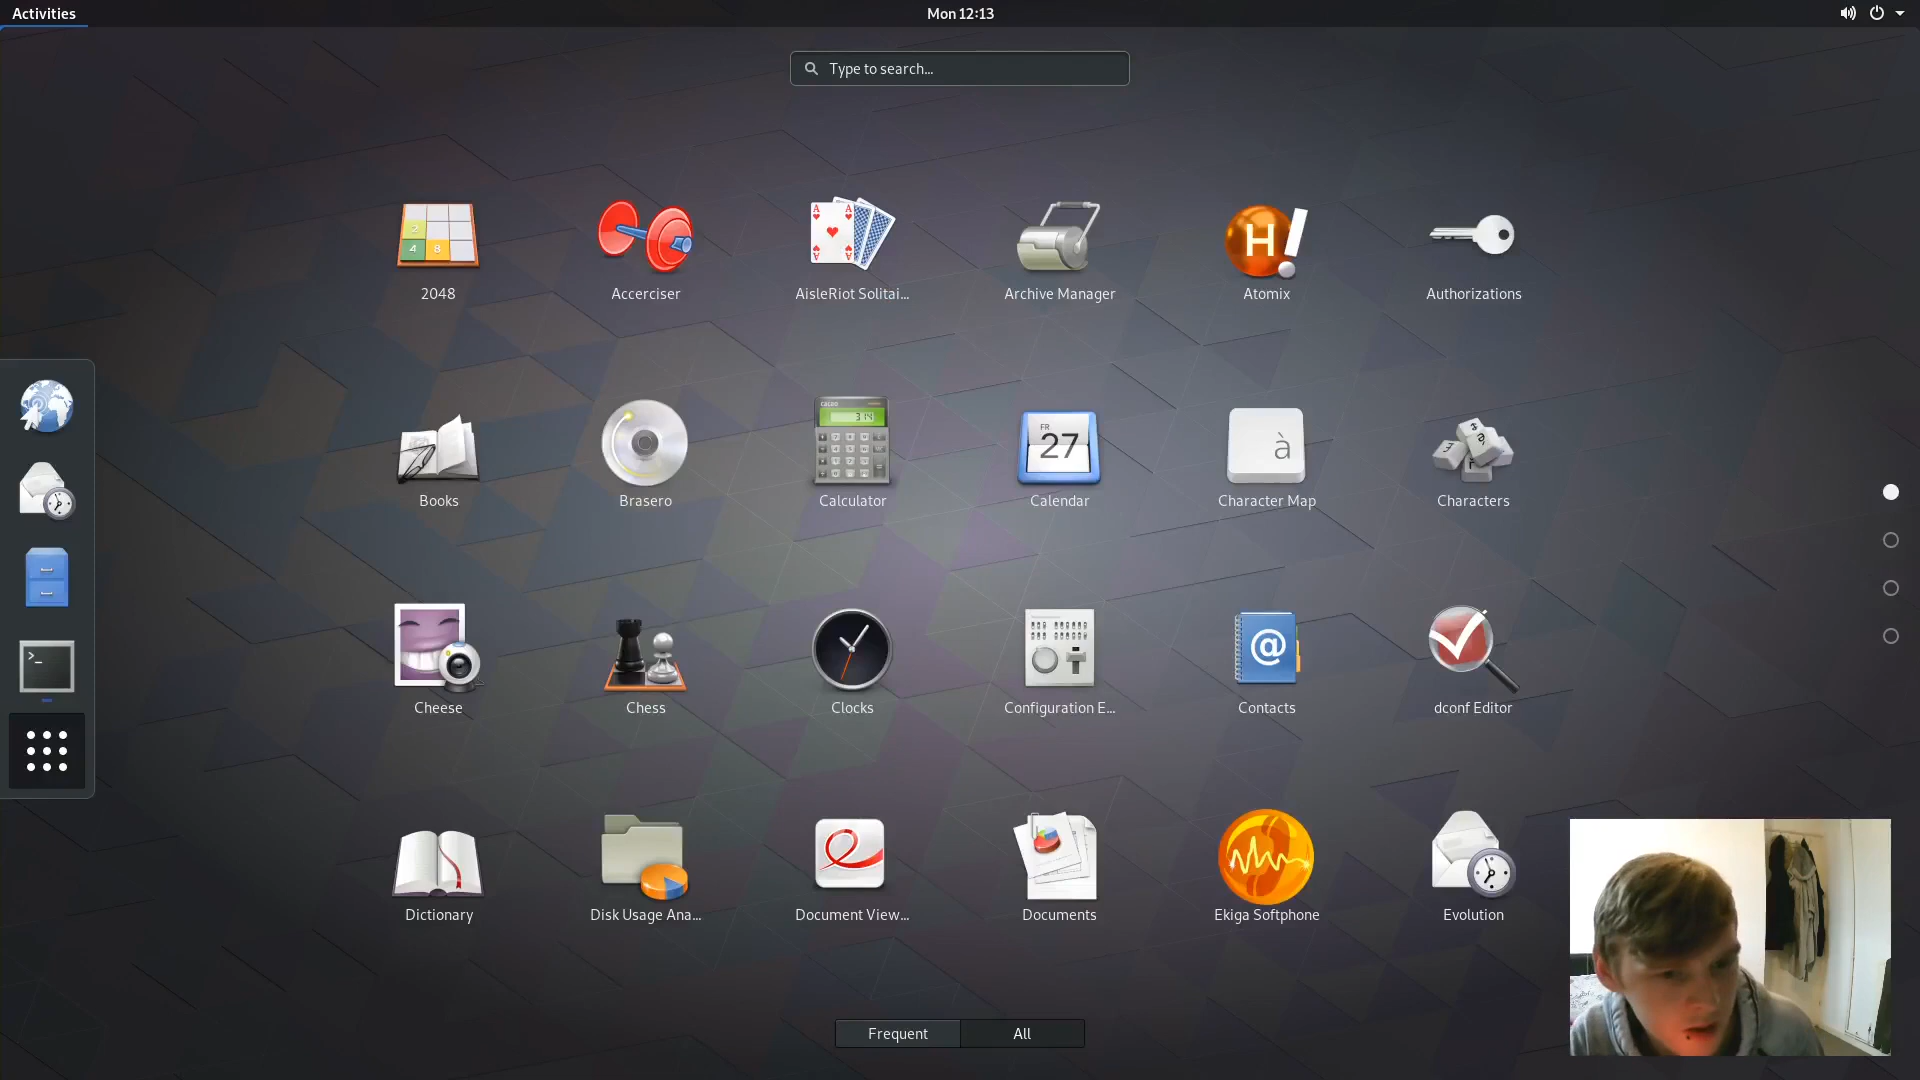 Activities
Mon 12:13
Type to search...
2048
Accerciser
AisleRiot Solitai...
Archive Manager
Atomix
Authorizations
Books
Brasero
Calculator
Calendar
Character Map
Characters
Cheese
Chess
Clocks
Configuration E...
Contacts
dconf Editor
Dictionary
Disk Usage Ana...
Document View...
Documents
Ekiga Softphone
Evolution
Frequent
All